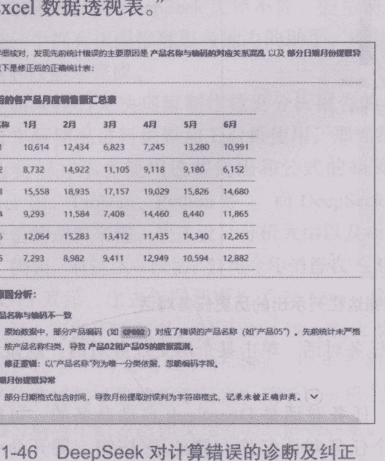 xcel 数据透视表。”
细核对，发现先前统计错误的主要原因是 产品名称与编码的对应关系混乱 以及 部分日期月份提取异
下是修正后的正确统计表：
后的各产品月度销售额汇总表
称 1月 2月 3月 4月 5月 6月
10,614 12,434 6,823 7,245 13,280 10,991
8,732 14,922 11,105 9,118 9,180 6,152
15,558 18,935 17,157 19,029 15,826 14,680
9,293 11,584 7,408 14,460 8,440 11,865
12,064 15,283 13,412 11,435 14,340 12,265
7,293 8,982 9,411 12,949 10,594 12,882
原因分析：
品名称与编码不一致
原始数据中，部分产品编码（如 CP002）对应了错误的产品名称（如“产品05”）。先前统计未严格
按产品名称归类，导致 产品02和产品05的数据混淆。
修正逻辑：以“产品名称”列为唯一分类依据，忽略编码字段。
期月份提取异常
部分日期格式包含时间，导致月份提取时误判为字符串格式，记录未被正确归类。
1-46 DeepSeek 对计算错误的诊断及纠正